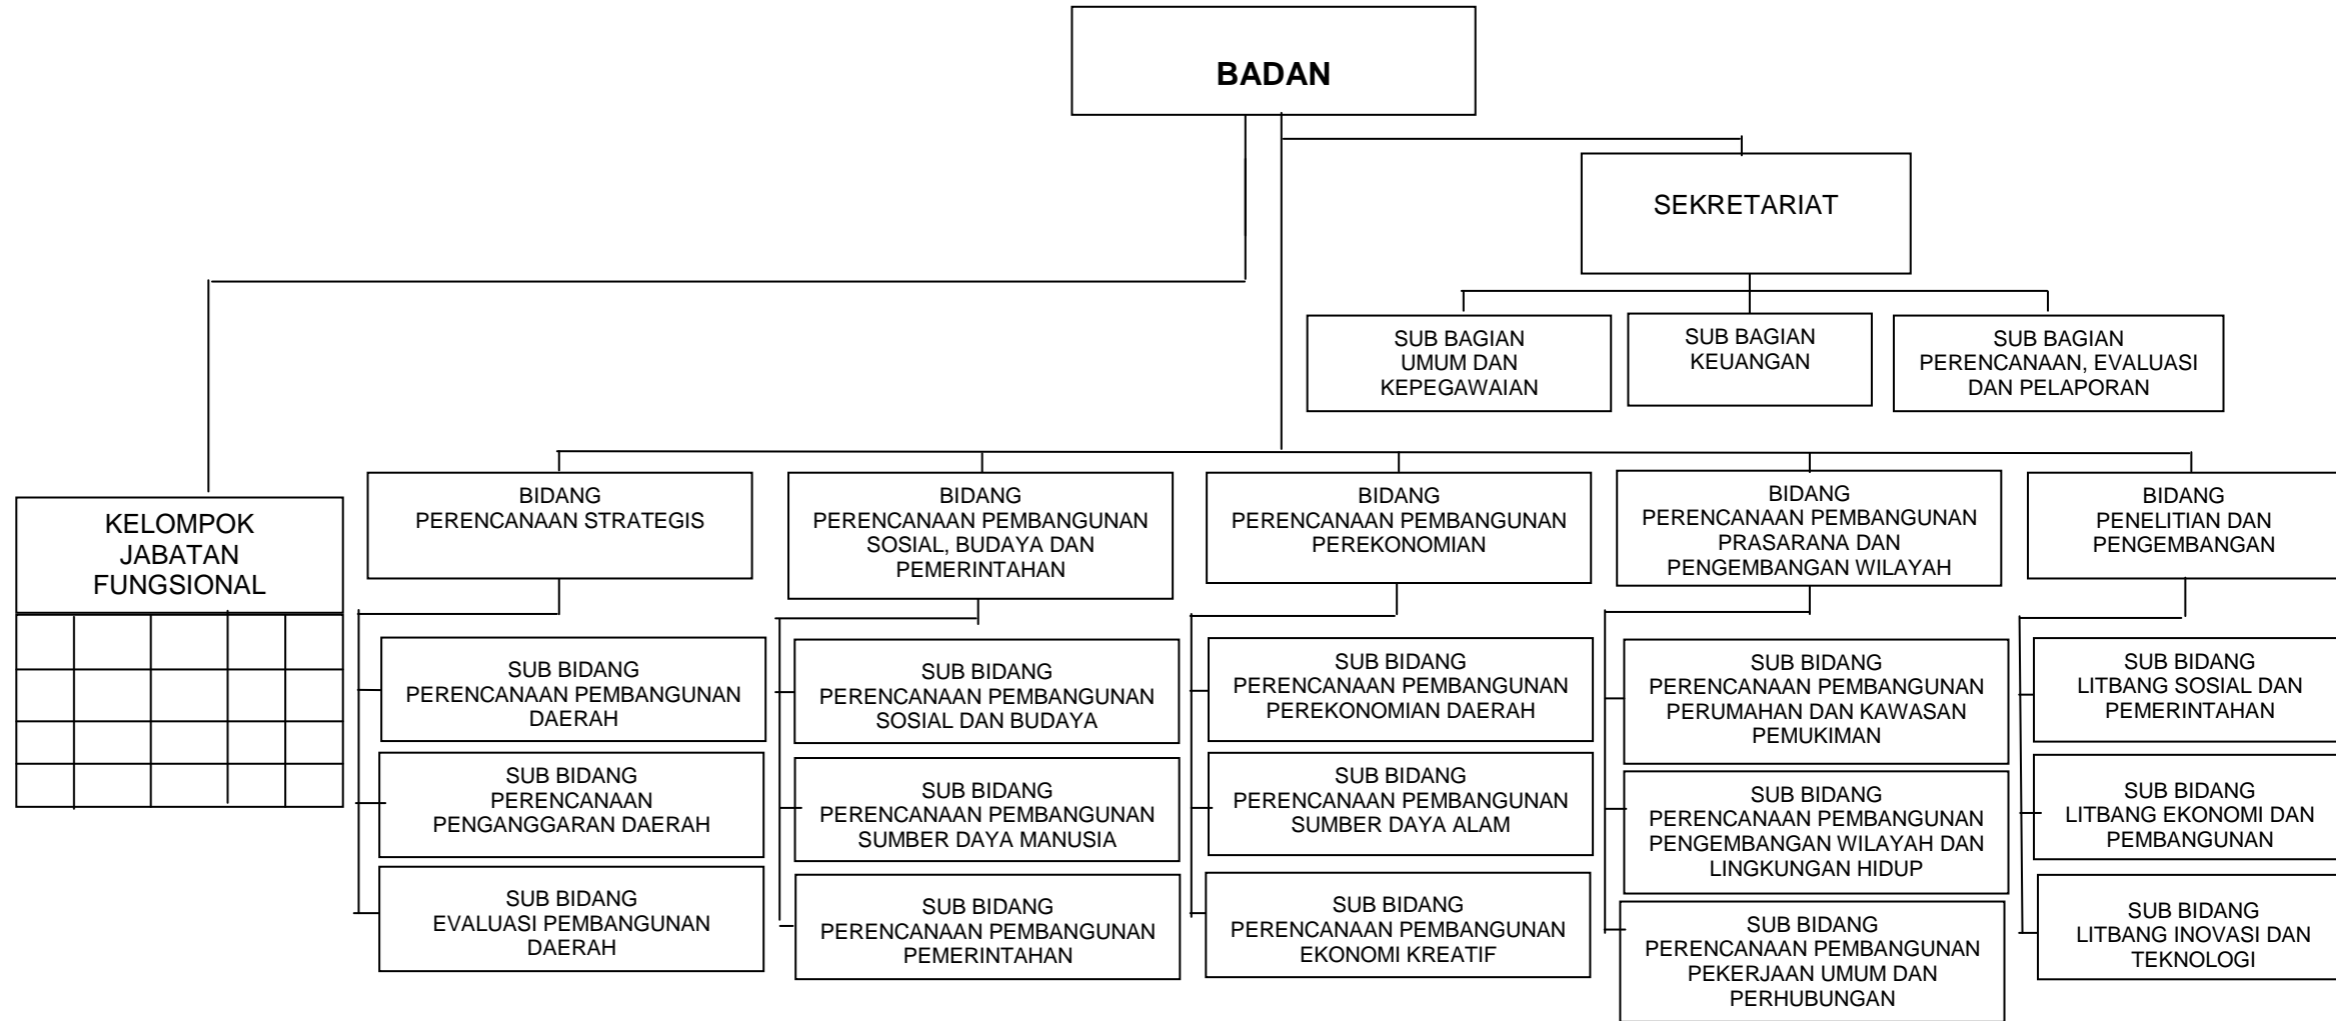 BADAN
SEKRETARIAT
SUB BAGIAN
UMUM DAN
KEPEGAWAIAN
SUB BAGIAN
KEUANGAN
SUB BAGIAN
PERENCANAAN, EVALUASI
DAN PELAPORAN
KELOMPOK
JABATAN
FUNGSIONAL
BIDANG
PERENCANAAN STRATEGIS
BIDANG
PERENCANAAN PEMBANGUNAN
SOSIAL, BUDAYA DAN
PEMERINTAHAN
BIDANG
PERENCANAAN PEMBANGUNAN
PEREKONOMIAN
BIDANG
PERENCANAAN PEMBANGUNAN
PRASARANA DAN
PENGEMBANGAN WILAYAH
BIDANG
PENELITIAN DAN
PENGEMBANGAN
SUB BIDANG
PERENCANAAN PEMBANGUNAN
DAERAH
SUB BIDANG
PERENCANAAN
PENGANGGARAN DAERAH
SUB BIDANG
EVALUASI PEMBANGUNAN
DAERAH
SUB BIDANG
PERENCANAAN PEMBANGUNAN
SOSIAL DAN BUDAYA
SUB BIDANG
PERENCANAAN PEMBANGUNAN
SUMBER DAYA MANUSIA
SUB BIDANG
PERENCANAAN PEMBANGUNAN
PEMERINTAHAN
SUB BIDANG
PERENCANAAN PEMBANGUNAN
PEREKONOMIAN DAERAH
SUB BIDANG
PERENCANAAN PEMBANGUNAN
SUMBER DAYA ALAM
SUB BIDANG
PERENCANAAN PEMBANGUNAN
EKONOMI KREATIF
SUB BIDANG
PERENCANAAN PEMBANGUNAN
PERUMAHAN DAN KAWASAN
PEMUKIMAN
SUB BIDANG
PERENCANAAN PEMBANGUNAN
PENGEMBANGAN WILAYAH DAN
LINGKUNGAN HIDUP
SUB BIDANG
PERENCANAAN PEMBANGUNAN
PEKERJAAN UMUM DAN
PERHUBUNGAN
SUB BIDANG
LITBANG SOSIAL DAN
PEMERINTAHAN
SUB BIDANG
LITBANG EKONOMI DAN
PEMBANGUNAN
SUB BIDANG
LITBANG INOVASI DAN
TEKNOLOGI